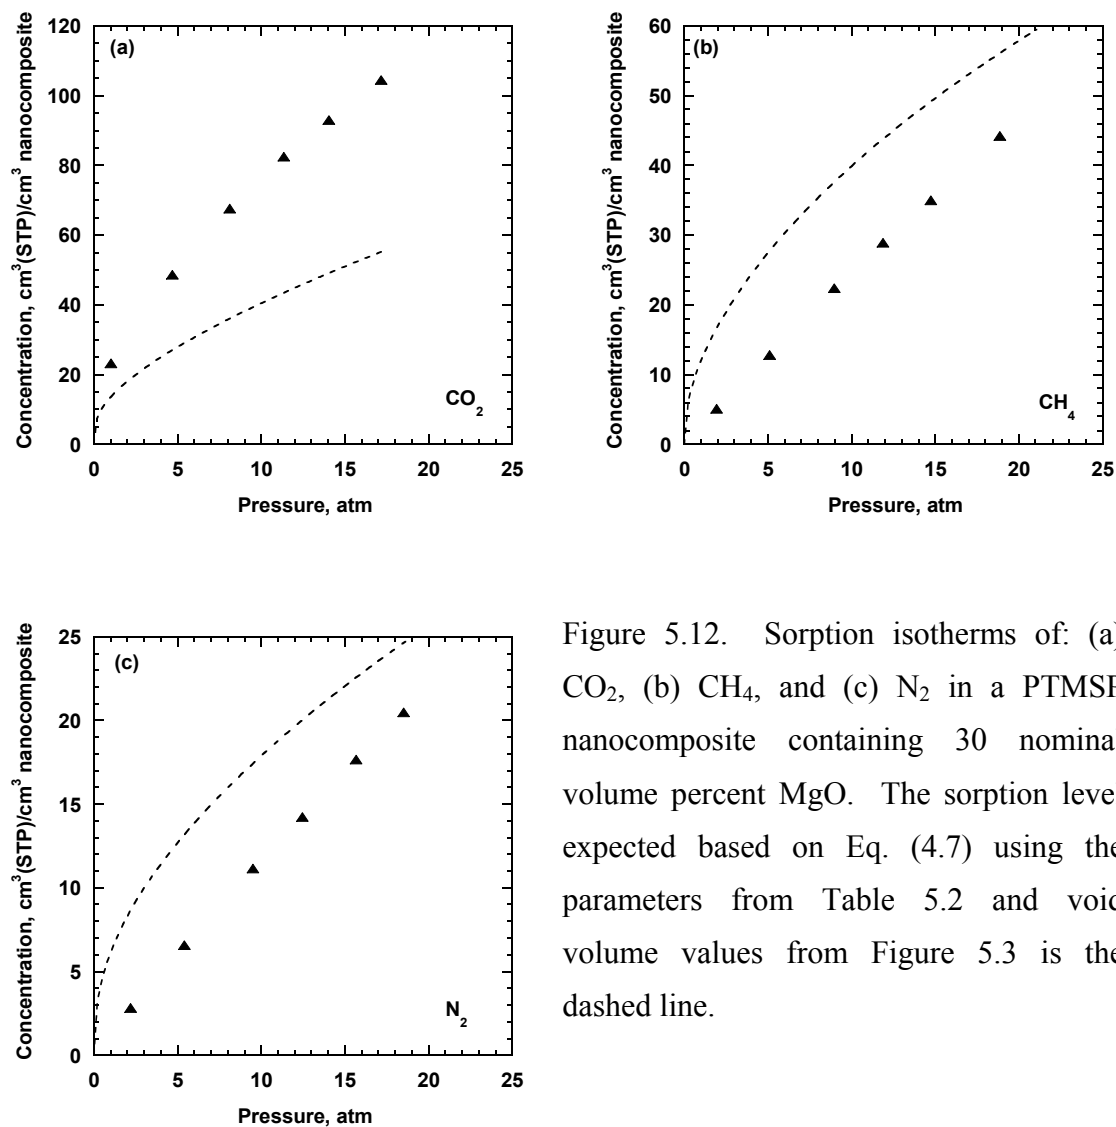 (a)
Concentration, cm³(STP)/cm³ nanocomposite
120
100
80
60
40
20
0
CO₂
0 5 10 15 20 25
Pressure, atm
(b)
Concentration, cm³(STP)/cm³ nanocomposite
60
50
40
30
20
10
0
CH₄
0 5 10 15 20 25
Pressure, atm
(c)
Concentration, cm³(STP)/cm³ nanocomposite
25
20
15
10
5
0
N₂
0 5 10 15 20 25
Pressure, atm
Figure 5.12. Sorption isotherms of: (a)
CO₂, (b) CH₄, and (c) N₂ in a PTMSP
nanocomposite containing 30 nomina
volume percent MgO. The sorption level
expected based on Eq. (4.7) using the
parameters from Table 5.2 and void
volume values from Figure 5.3 is the
dashed line.